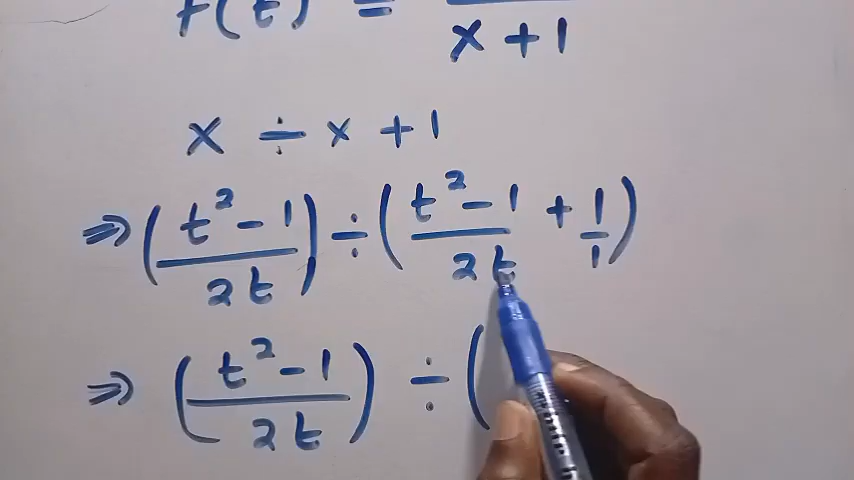 F(t) = ——
x + 1
x ÷ x + 1
⇒ (t² - 1 / 2t) ÷ (t² - 1 / 2t + 1/1)
⇒ (t² - 1 / 2t) ÷ (